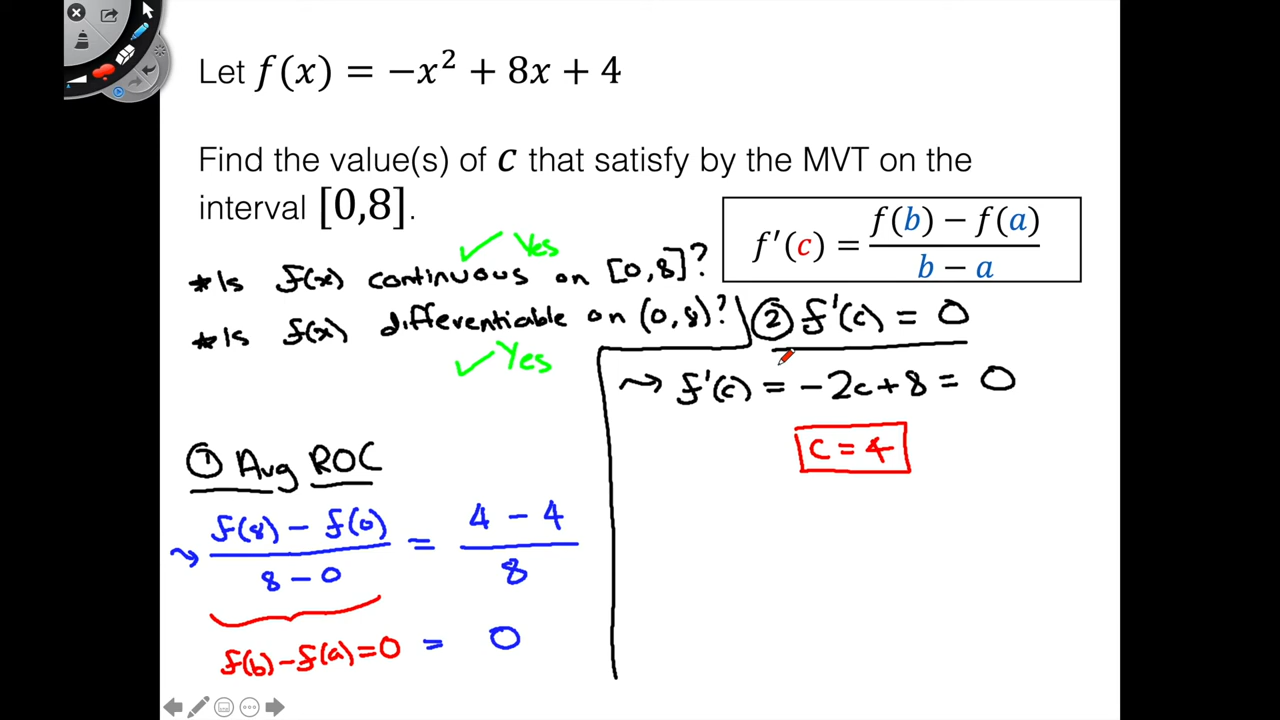 Let f(x) = −x² + 8x + 4
Find the value(s) of c that satisfy by the MVT on the
interval [0,8].
f'(c) = (f(b) − f(a)) / (b − a)
✓ Yes
*Is f(x) continuous on [0,8]?
*Is f(x) differentiable on (0,8)?
✓ Yes
① Avg ROC
⤳ (f(8) − f(0)) / (8 − 0) = (4 − 4) / 8
f(b) − f(a) = 0 = 0
② f'(c) = 0
⤳ f'(c) = −2c + 8 = 0
c = 4